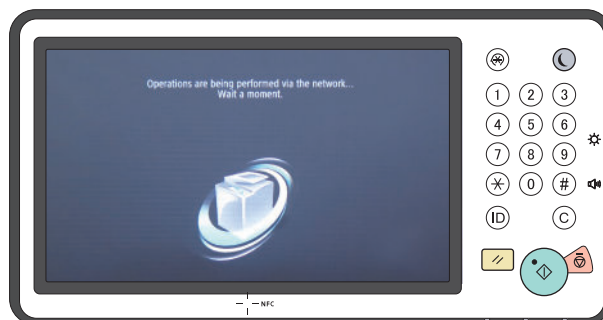 Operations are being performed via the network...
Wait a moment.
1 2 3
4 5 6
7 8 9
0 #
ID C
NFC